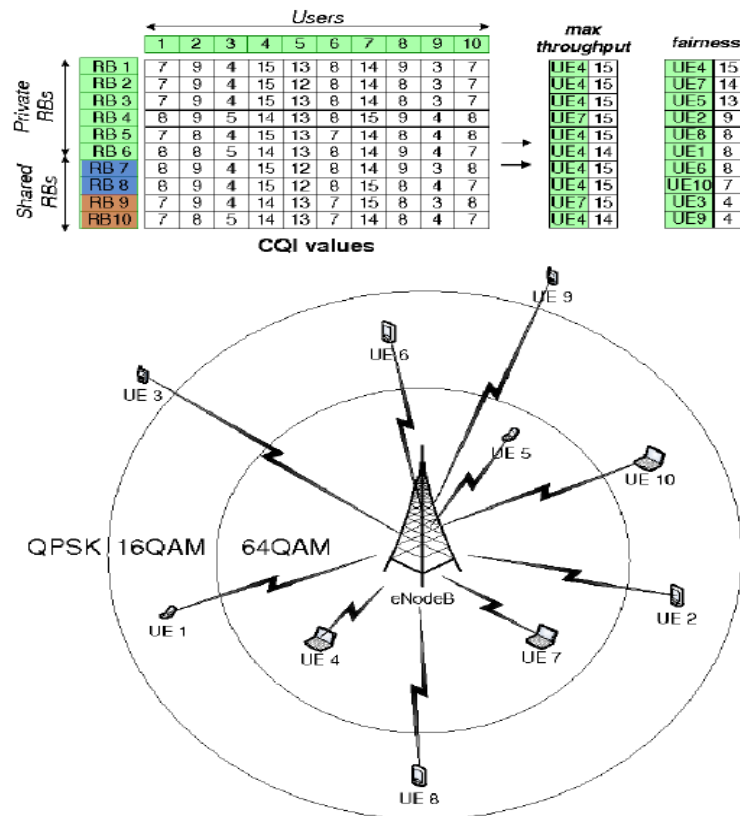 Users
max throughput
fairness
1 2 3 4 5 6 7 8 9 10
Private RBs
RB 1 7 9 4 15 13 8 14 9 3 7 UE4 15 UE4 15
RB 2 7 9 4 15 12 8 14 8 3 7 UE4 15 UE7 14
RB 3 7 9 4 15 13 8 14 8 3 7 UE4 15 UE5 13
RB 4 8 9 5 14 13 8 15 9 4 8 UE7 15 UE2 9
RB 5 7 8 4 15 13 7 14 8 4 8 UE4 15 UE8 8
RB 6 8 8 5 14 13 8 14 9 4 7 UE4 14 UE1 8
Shared RBs
RB 7 8 9 4 15 12 8 14 9 3 8 UE4 15 UE6 8
RB 8 8 9 4 15 12 8 15 8 4 7 UE4 15 UE10 7
RB 9 7 9 4 14 13 7 15 8 3 8 UE7 15 UE3 4
RB10 7 8 5 14 13 7 14 8 4 7 UE4 14 UE9 4
CQI values
UE 9
UE 6
UE 3
UE 5
UE 10
QPSK 16QAM 64QAM
eNodeB
UE 1
UE 2
UE 4
UE 7
UE 8